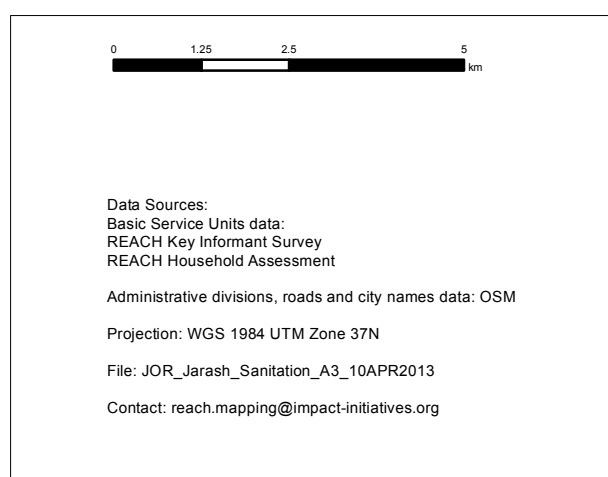 0 1.25 2.5 5
km
Data Sources:
Basic Service Units data:
REACH Key Informant Survey
REACH Household Assessment
Administrative divisions, roads and city names data: OSM
Projection: WGS 1984 UTM Zone 37N
File: JOR_Jarash_Sanitation_A3_10APR2013
Contact: reach.mapping@impact-initiatives.org